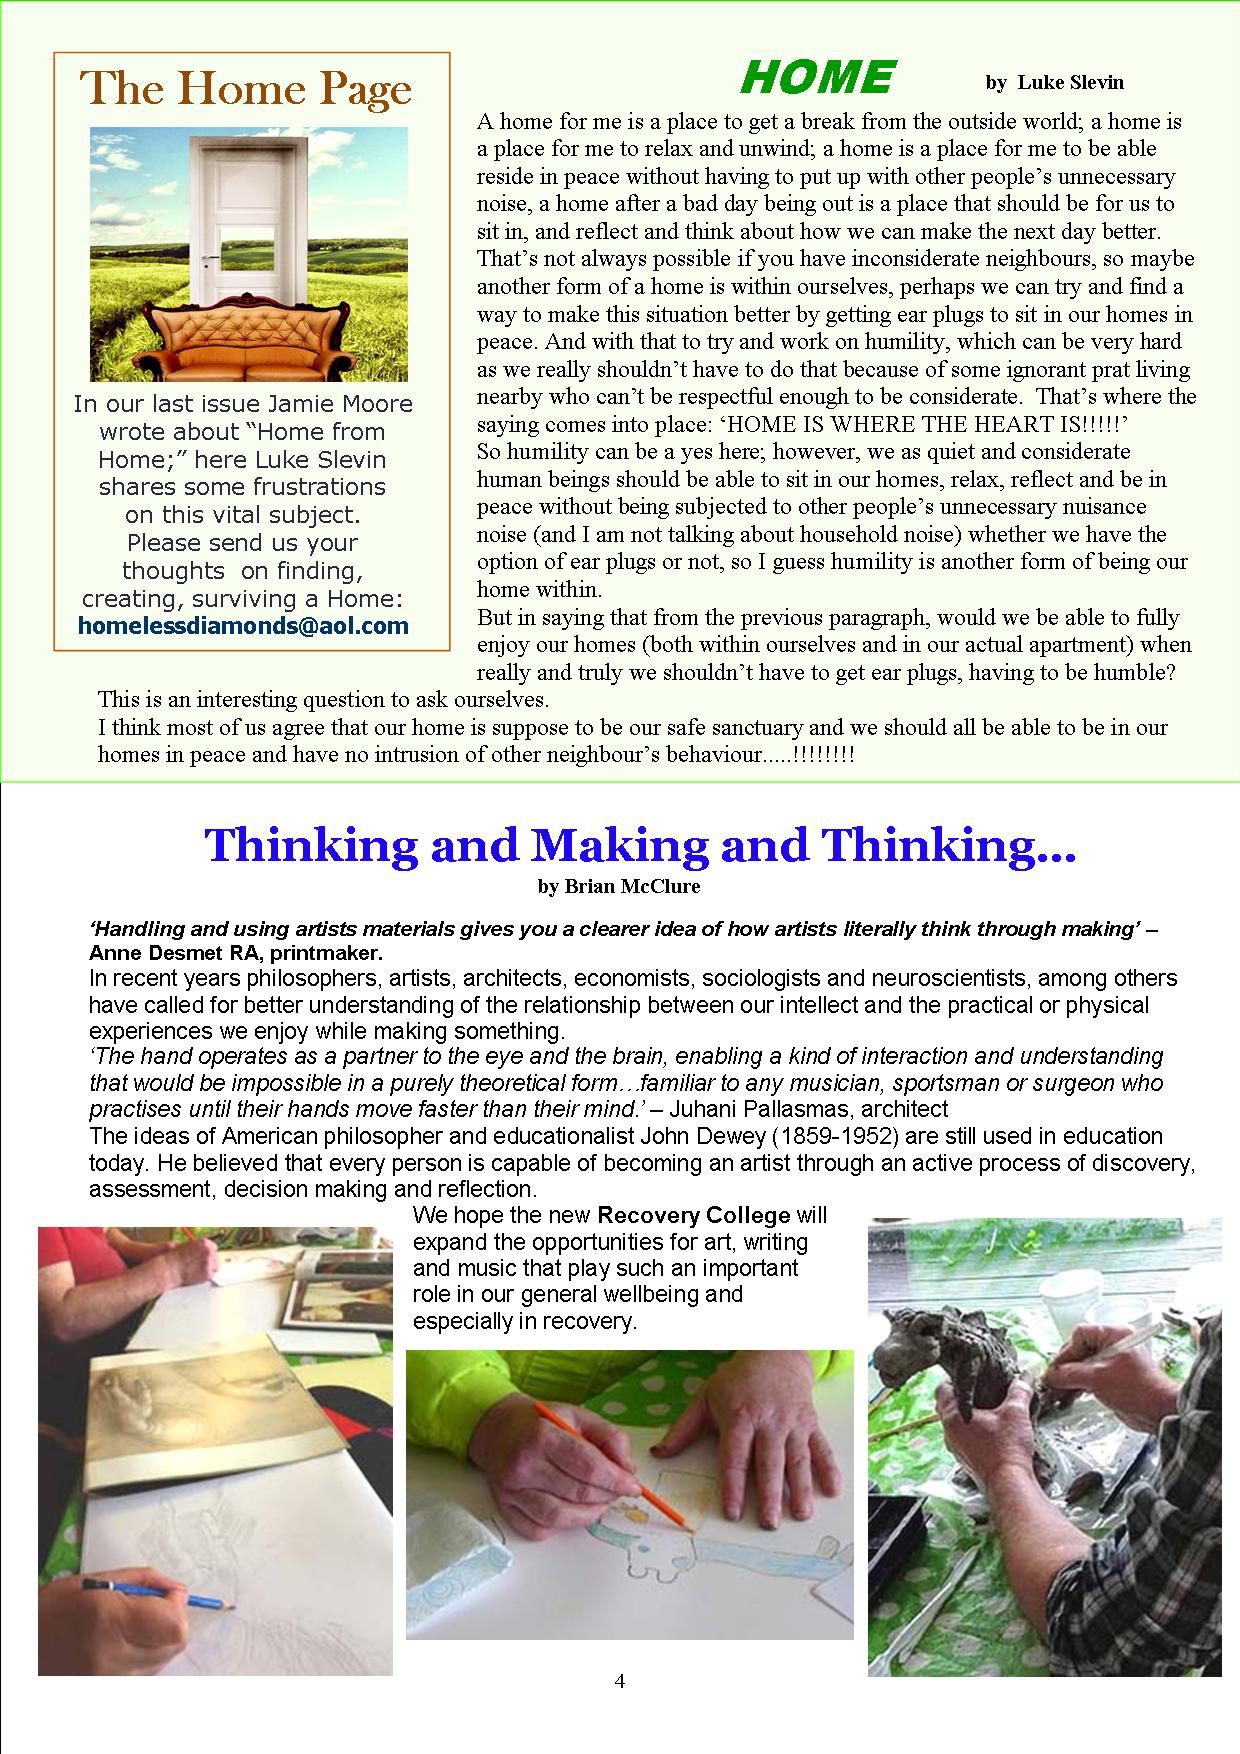 The Home Page
In our last issue Jamie Moore
wrote about “Home from
Home;” here Luke Slevin
shares some frustrations
on this vital subject.
Please send us your
thoughts  on finding,
creating, surviving a Home:
homelessdiamonds@aol.com
HOME
by  Luke Slevin
A home for me is a place to get a break from the outside world; a home is
a place for me to relax and unwind; a home is a place for me to be able
reside in peace without having to put up with other people’s unnecessary
noise, a home after a bad day being out is a place that should be for us to
sit in, and reflect and think about how we can make the next day better.
That’s not always possible if you have inconsiderate neighbours, so maybe
another form of a home is within ourselves, perhaps we can try and find a
way to make this situation better by getting ear plugs to sit in our homes in
peace. And with that to try and work on humility, which can be very hard
as we really shouldn’t have to do that because of some ignorant prat living
nearby who can’t be respectful enough to be considerate.  That’s where the
saying comes into place: ‘HOME IS WHERE THE HEART IS!!!!!’
So humility can be a yes here; however, we as quiet and considerate
human beings should be able to sit in our homes, relax, reflect and be in
peace without being subjected to other people’s unnecessary nuisance
noise (and I am not talking about household noise) whether we have the
option of ear plugs or not, so I guess humility is another form of being our
home within.
But in saying that from the previous paragraph, would we be able to fully
enjoy our homes (both within ourselves and in our actual apartment) when
really and truly we shouldn’t have to get ear plugs, having to be humble?
This is an interesting question to ask ourselves.
I think most of us agree that our home is suppose to be our safe sanctuary and we should all be able to be in our
homes in peace and have no intrusion of other neighbour’s behaviour.....!!!!!!!!
Thinking and Making and Thinking...
by Brian McClure
‘Handling and using artists materials gives you a clearer idea of how artists literally think through making’ –
Anne Desmet RA, printmaker.
In recent years philosophers, artists, architects, economists, sociologists and neuroscientists, among others
have called for better understanding of the relationship between our intellect and the practical or physical
experiences we enjoy while making something.
‘The hand operates as a partner to the eye and the brain, enabling a kind of interaction and understanding
that would be impossible in a purely theoretical form…familiar to any musician, sportsman or surgeon who
practises until their hands move faster than their mind.’ – Juhani Pallasmas, architect
The ideas of American philosopher and educationalist John Dewey (1859-1952) are still used in education
today. He believed that every person is capable of becoming an artist through an active process of discovery,
assessment, decision making and reflection.
We hope the new Recovery College will
expand the opportunities for art, writing
and music that play such an important
role in our general wellbeing and
especially in recovery.
4